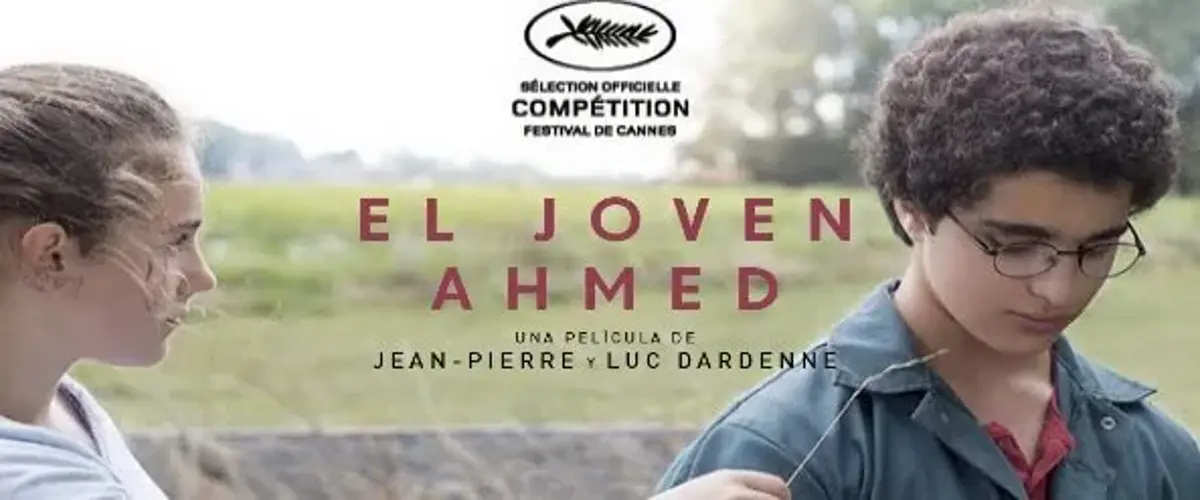 SÉLECTION OFFICIELLE
COMPÉTITION
FESTIVAL DE CANNES
EL JOVEN
AHMED
UNA PELÍCULA DE
JEAN-PIERRE Y LUC DARDENNE